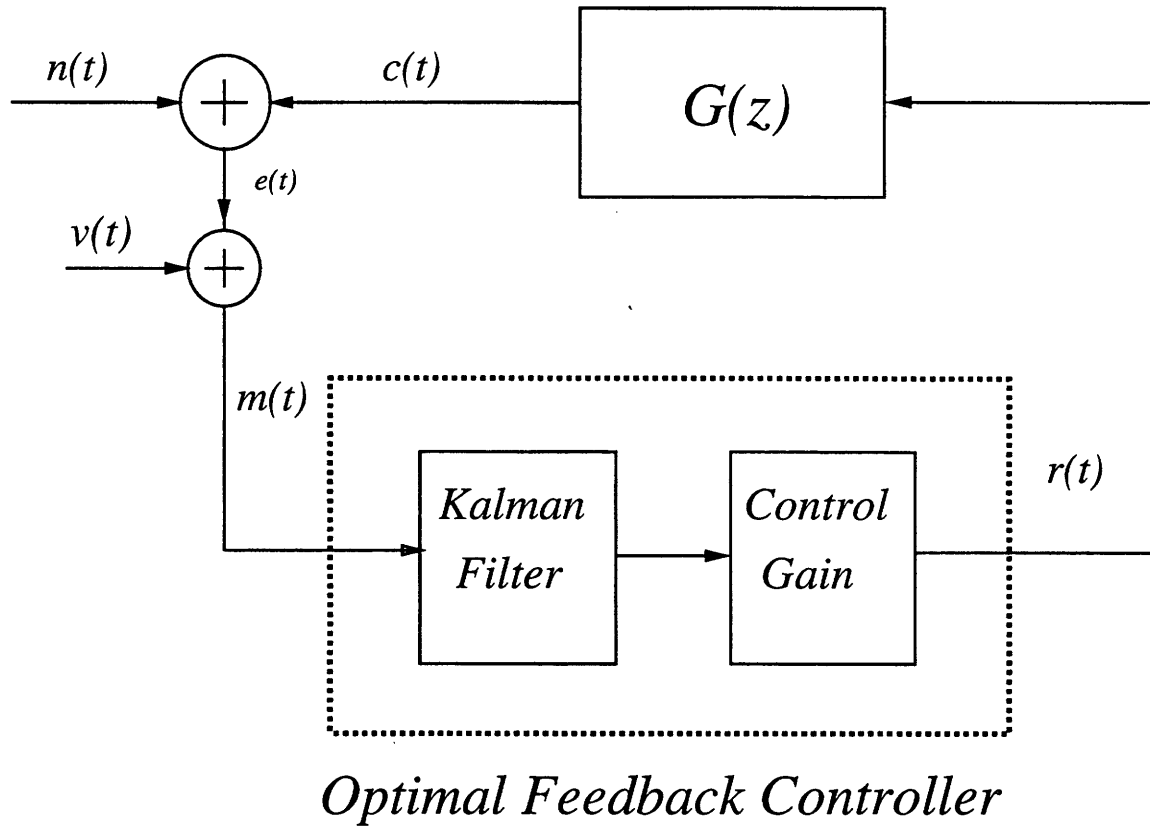 n(t)
c(t)
G(z)
e(t)
v(t)
m(t)
r(t)
Kalman
Filter
Control
Gain
Optimal Feedback Controller